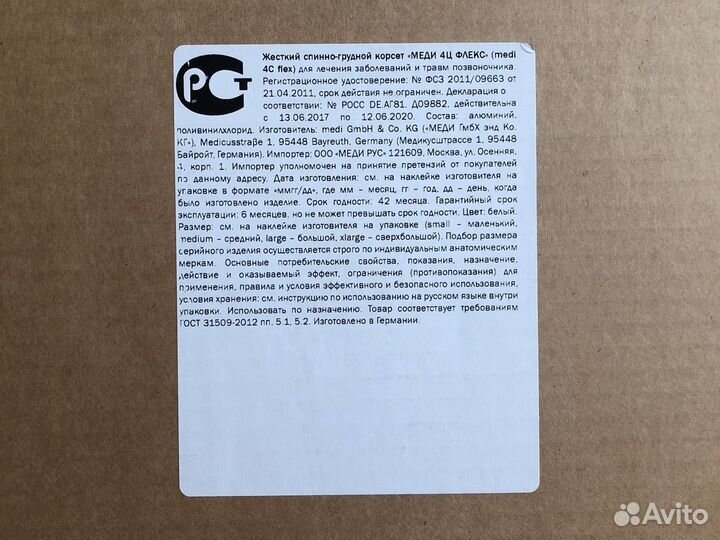 РСТ
Жесткий спинно-грудной корсет «МЕДИ 4Ц ФЛЕКС» (medi
4C flex) для лечения заболеваний и травм позвоночника.
Регистрационное удостоверение: № ФСЗ 2011/09663 от
21.04.2011, срок действия не ограничен. Декларация о
соответствии: № РОСС DE.АГ81. Д09882, действительна
с 13.06.2017 по 12.06.2020. Состав: алюминий,
поливинилхлорид. Изготовитель: medi GmbH & Co. KG («МЕДИ ГмбХ энд Ко.
КГ»), Medicusstraβe 1, 95448 Bayreuth, Germany (Медикусштрассе 1, 95448
Байройт, Германия). Импортер: ООО «МЕДИ РУС» 121609, Москва, ул. Осенняя,
4, корп. 1. Импортер уполномочен на принятие претензий от покупателей
по данному адресу. Дата изготовления: см. на наклейке изготовителя на
упаковке в формате «ммгг/дд», где мм – месяц, гг – год, дд – день, когда
было изготовлено изделие. Срок годности: 42 месяца. Гарантийный срок
эксплуатации: 6 месяцев, но не может превышать срок годности. Цвет: белый.
Размер: см. на наклейке изготовителя на упаковке (small – маленький,
medium – средний, large – большой, xlarge – сверхбольшой). Подбор размера
серийного изделия осуществляется строго по индивидуальным анатомическим
меркам. Основные потребительские свойства, показания, назначение,
действие и оказываемый эффект, ограничения (противопоказания) для
применения, правила и условия эффективного и безопасного использования,
условия хранения: см. инструкцию по использованию на русском языке внутри
упаковки. Использовать по назначению. Товар соответствует требованиям
ГОСТ 31509-2012 пп. 5.1, 5.2. Изготовлено в Германии.
Avito